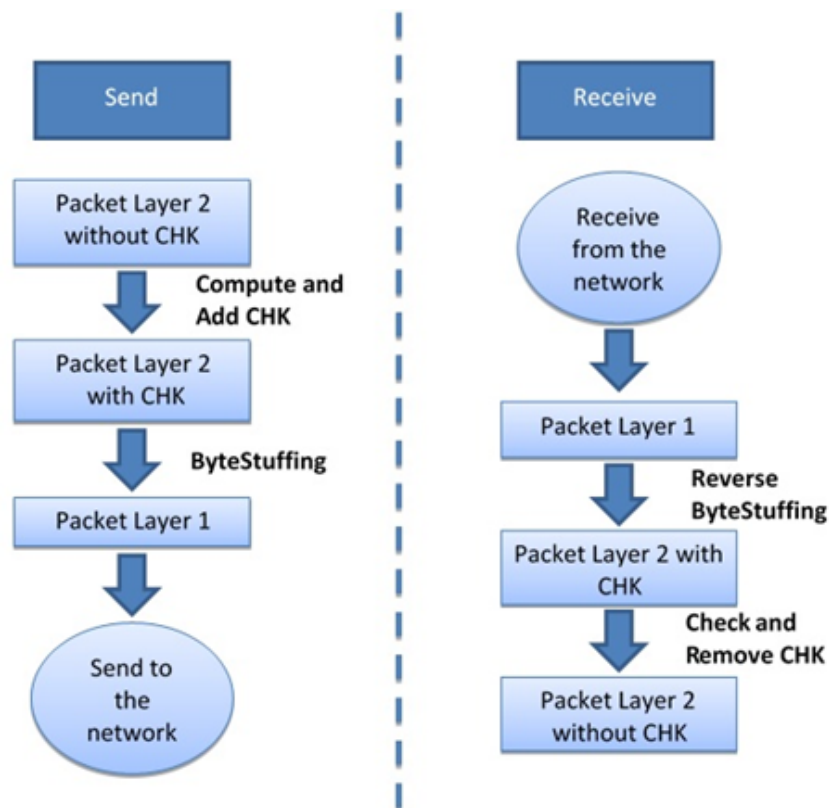 Send
Packet Layer 2
without CHK
Compute and
Add CHK
Packet Layer 2
with CHK
ByteStuffing
Packet Layer 1
Send to
the
network
Receive
Receive
from the
network
Packet Layer 1
Reverse
ByteStuffing
Packet Layer 2 with
CHK
Check and
Remove CHK
Packet Layer 2
without CHK